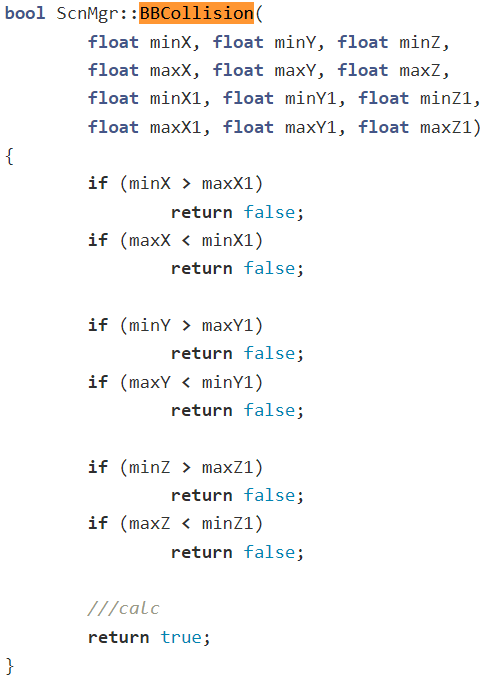 bool ScnMgr::BBCollision(
        float minX, float minY, float minZ,
        float maxX, float maxY, float maxZ,
        float minX1, float minY1, float minZ1,
        float maxX1, float maxY1, float maxZ1)
{
        if (minX > maxX1)
                return false;
        if (maxX < minX1)
                return false;

        if (minY > maxY1)
                return false;
        if (maxY < minY1)
                return false;

        if (minZ > maxZ1)
                return false;
        if (maxZ < minZ1)
                return false;

        ///calc
        return true;
}